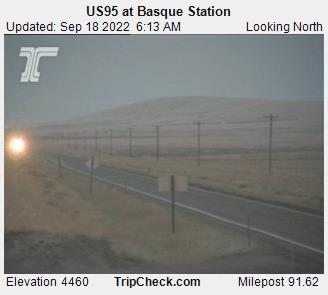 US95 at Basque Station
Updated: Sep 18 2022 6:13 AM Looking North
Elevation 4460 TripCheck.com Milepost 91.62